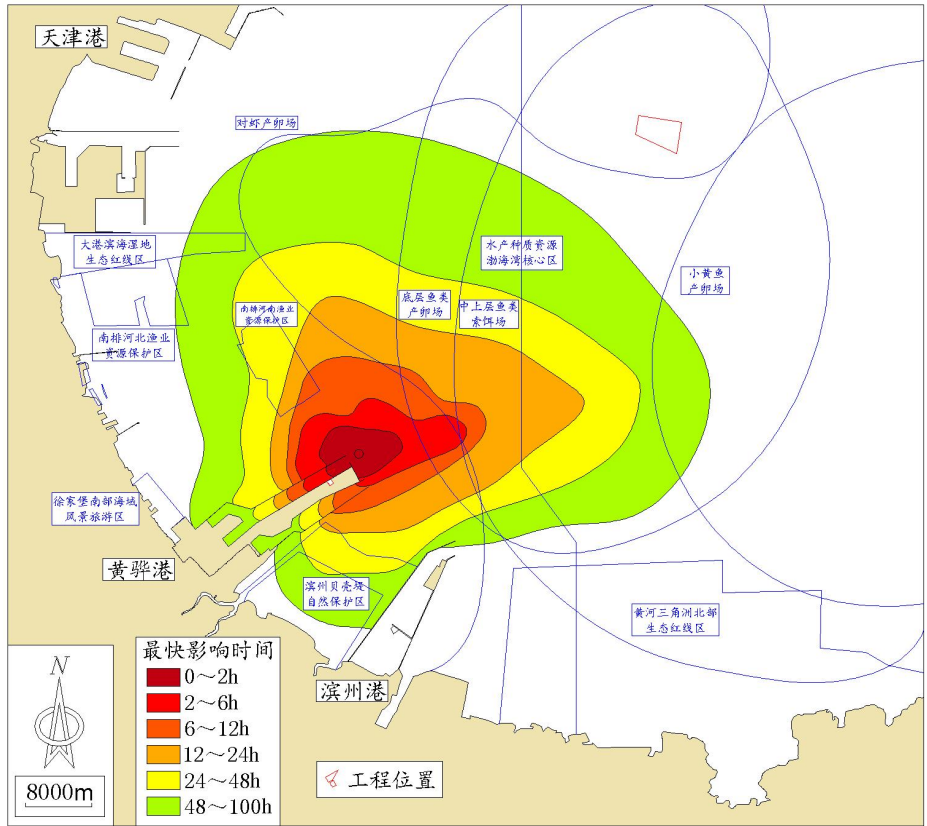 天津港
对虾产卵场
大港滨海湿地
生态红线区
水产种质资源
渤海湾核心区
小黄鱼
产卵场
底层鱼类
产卵场
中上层鱼类
索饵场
南排河南渔业
资源保护区
南排河北渔业
资源保护区
徐家堡南部海域
风景旅游区
黄骅港
滨州贝壳堤
自然保护区
黄河三角洲北部
生态红线区
滨州港
最快影响时间
0～2h
2～6h
6～12h
12～24h
24～48h
48～100h
N
8000m
工程位置